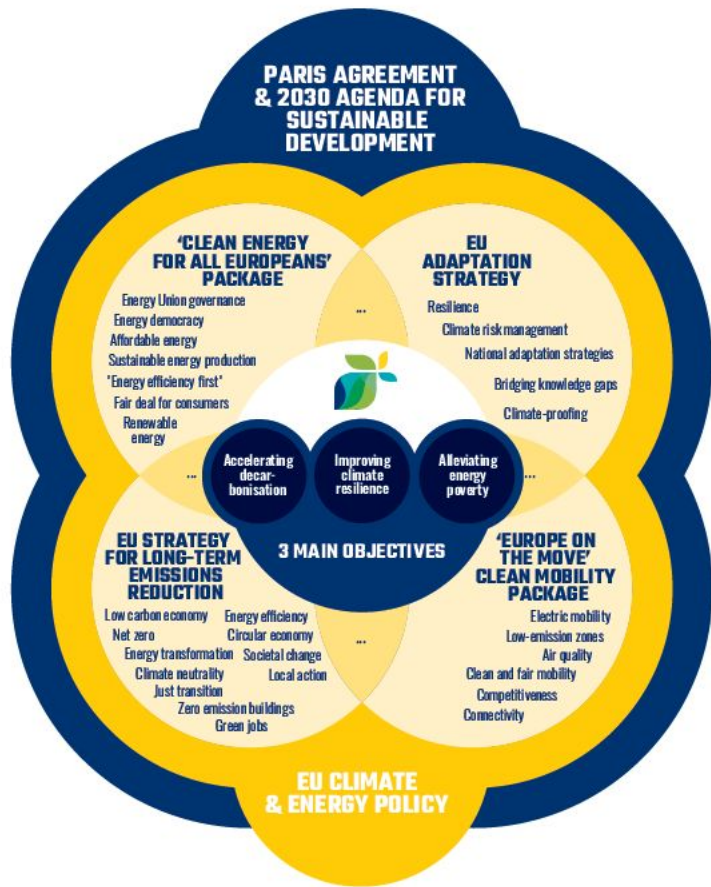 PARIS AGREEMENT
& 2030 AGENDA FOR
SUSTAINABLE
DEVELOPMENT
'CLEAN ENERGY
FOR ALL EUROPEANS'
PACKAGE
Energy Union governance
Energy democracy
Affordable energy
Sustainable energy production
'Energy efficiency first'
Fair deal for consumers
Renewable
energy
...
EU
ADAPTATION
STRATEGY
Resilience
Climate risk management
National adaptation strategies
Bridging knowledge gaps
Climate-proofing
...
Accelerating
decar-
bonisation
Improving
climate
resilience
Alleviating
energy
poverty
...
3 MAIN OBJECTIVES
EU STRATEGY
FOR LONG-TERM
EMISSIONS
REDUCTION
Low carbon economy
Net zero
Energy transformation
Climate neutrality
Just transition
Zero emission buildings
Green jobs
Energy efficiency
Circular economy
Societal change
Local action
...
'EUROPE ON
THE MOVE'
CLEAN MOBILITY
PACKAGE
Electric mobility
Low-emission zones
Air quality
Clean and fair mobility
Competitiveness
Connectivity
EU CLIMATE
& ENERGY POLICY